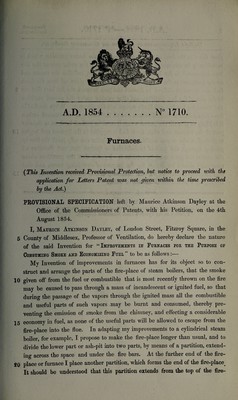 A.D. 1854 . . . . . . . N° 1710.
Furnaces.
(This Invention received Provisional Protection, but notice to proceed with the
application for Letters Patent was not given within the time prescribed
by the Act.)
PROVISIONAL SPECIFICATION left by Maurice Atkinson Dayley at the
Office of the Commissioners of Patents, with his Petition, on the 4th
August 1854.
I, MAURICE ATKINSON DAYLEY, of London Street, Fitzroy Square, in the
5 County of Middlesex, Professor of Ventilation, do hereby declare the nature
of the said Invention for "IMPROVEMENTS IN FURNACES FOR THE PURPOSE OF
CONSUMING SMOKE AND ECONOMIZING FUEL" to be as follows:—
My Invention of improvements in furnaces has for its object so to con-
struct and arrange the parts of the fire-place of steam boilers, that the smoke
10 given off from the fuel or combustible that is most recently thrown on the fire
may be caused to pass through a mass of incandescent or ignited fuel, so that
during the passage of the vapors through the ignited mass all the combustible
and useful parts of such vapors may be burnt and consumed, thereby pre-
venting the emission of smoke from the chimney, and effecting a considerable
15 economy in fuel, as none of the useful parts will be allowed to escape from the
fire-place into the flue. In adapting my improvements to a cylindrical steam
boiler, for example, I propose to make the fire-place longer than usual, and to
divide the lower part or ash-pit into two parts, by means of a partition, extend-
ing across the space and under the fire bars. At the further end of the fire-
20 place or furnace I place another partition, which forms the end of the fire-place.
It should be understood that this partition extends from the top of the fire-